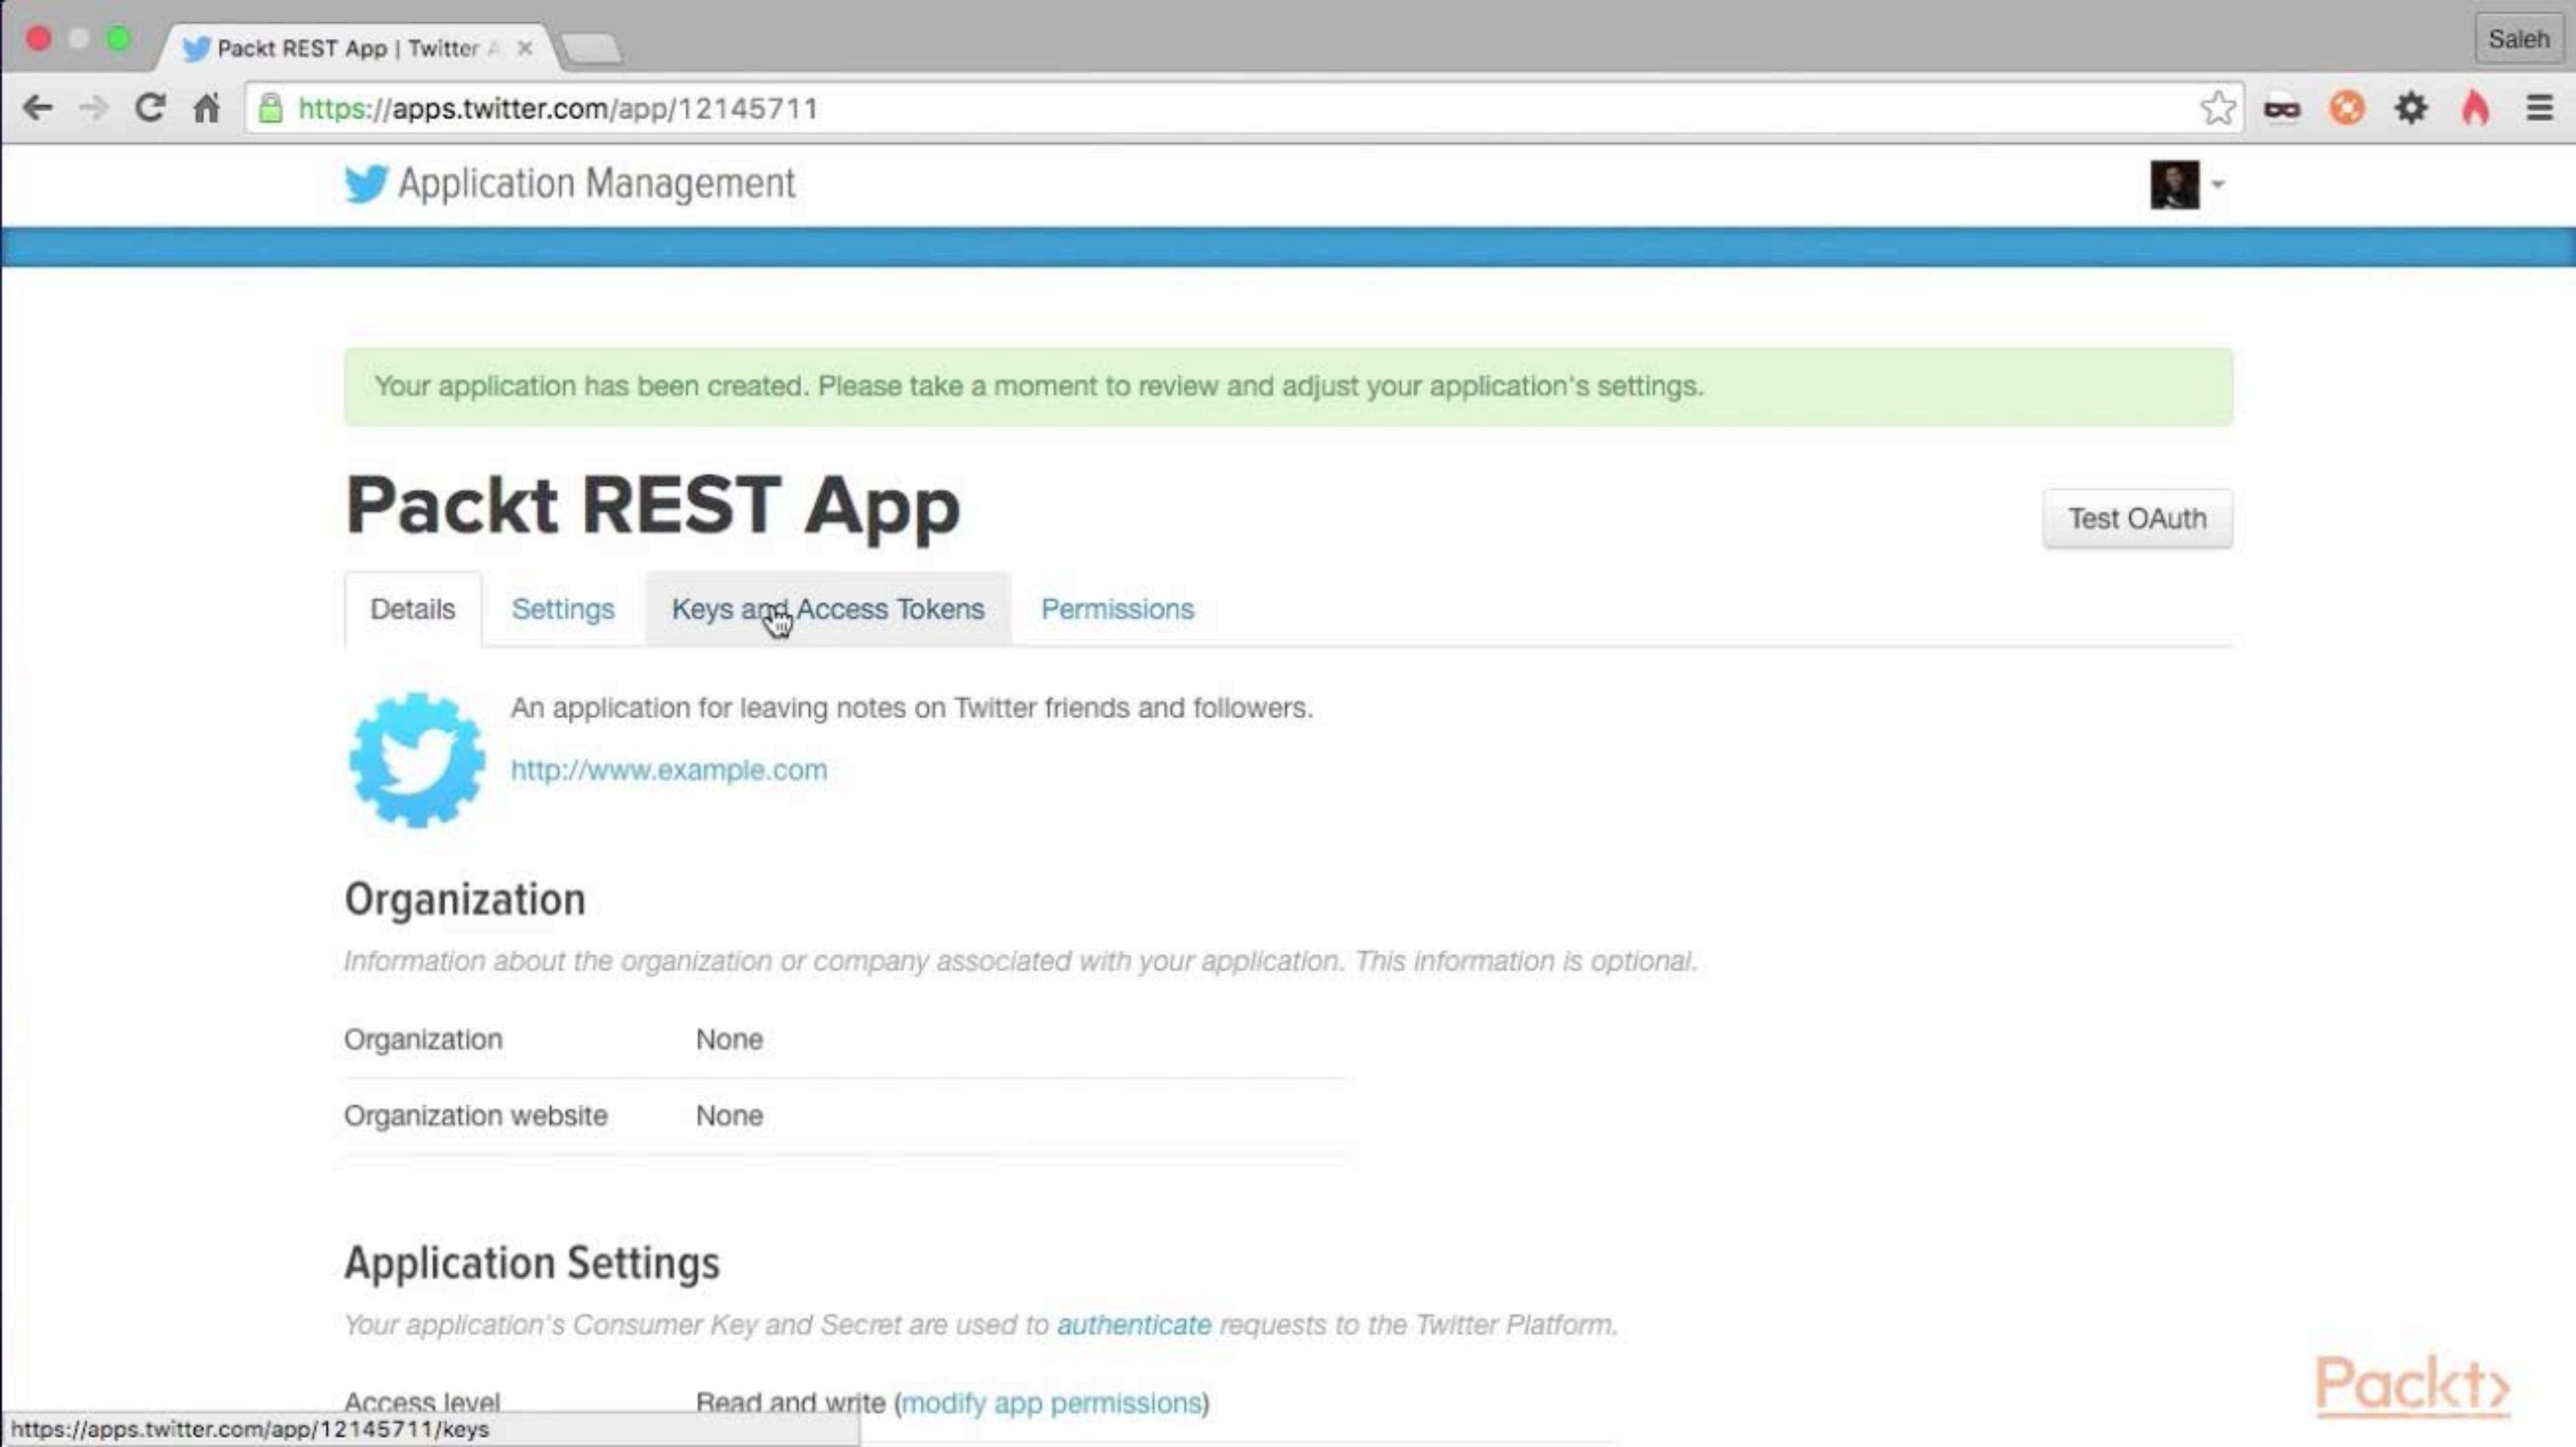 Packt REST App | Twitter A
Saleh
https://apps.twitter.com/app/12145711
Application Management
Your application has been created. Please take a moment to review and adjust your application's settings.
Packt REST App
Test OAuth
Details Settings Keys and Access Tokens Permissions
An application for leaving notes on Twitter friends and followers.
http://www.example.com
Organization
Information about the organization or company associated with your application. This information is optional.
Organization None
Organization website None
Application Settings
Your application's Consumer Key and Secret are used to authenticate requests to the Twitter Platform.
Access level Read and write (modify app permissions)
https://apps.twitter.com/app/12145711/keys
Packt>